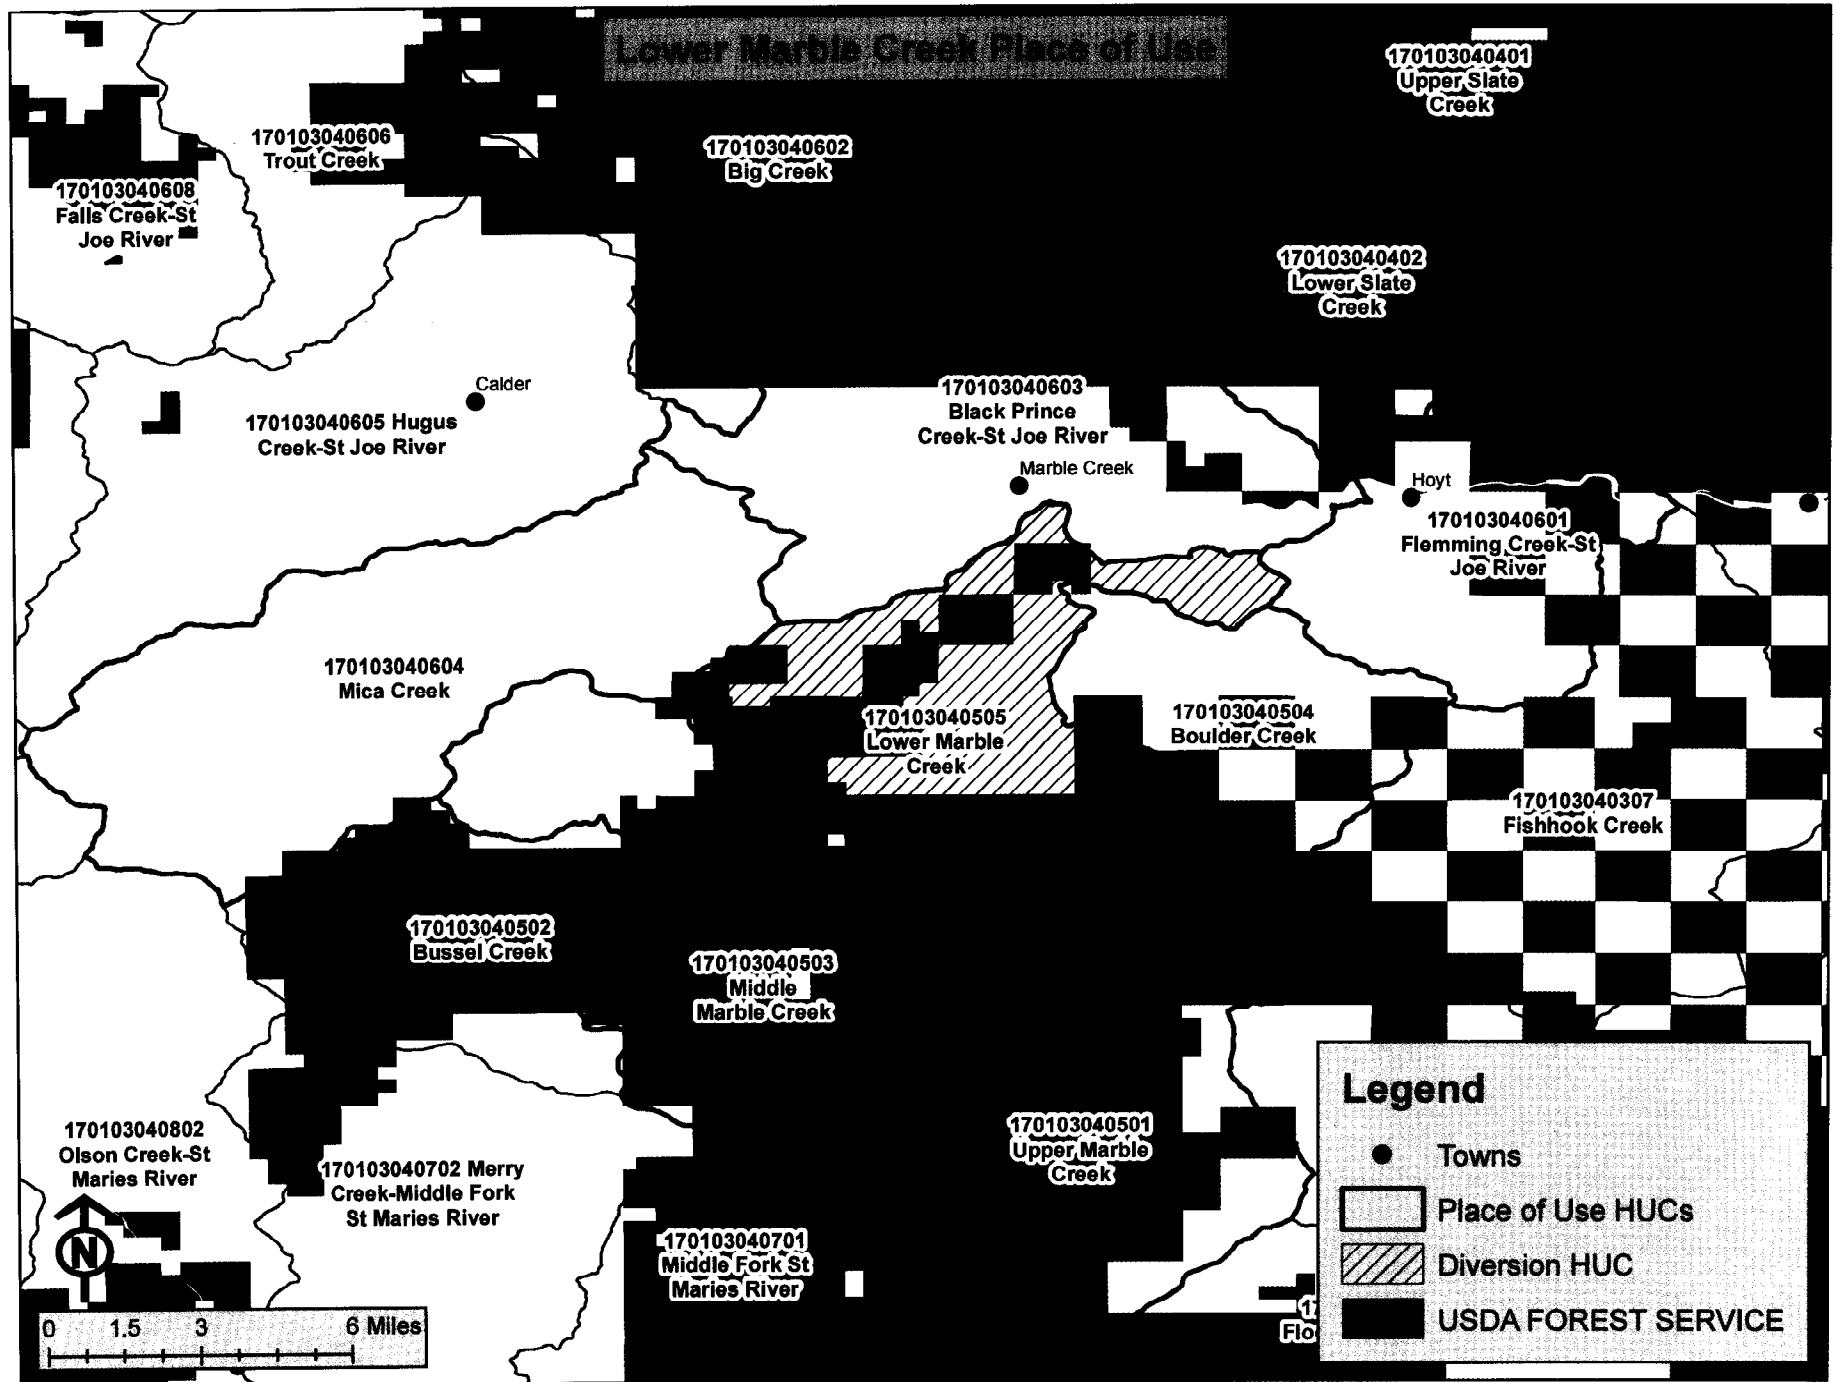 Lower Marble Creek Place of Use
170103040401
Upper Slate
Creek
170103040606
Trout Creek
170103040602
Big Creek
170103040608
Falls Creek-St
Joe River
170103040402
Lower Slate
Creek
Calder
170103040605 Hugus
Creek-St Joe River
170103040603
Black Prince
Creek-St Joe River
Marble Creek
Hoyt
170103040601
Flemming Creek-St
Joe River
170103040604
Mica Creek
170103040505
Lower Marble
Creek
170103040504
Boulder Creek
170103040307
Fishhook Creek
170103040502
Bussel Creek
170103040503
Middle
Marble Creek
170103040802
Olson Creek-St
Maries River
170103040702 Merry
Creek-Middle Fork
St Maries River
170103040501
Upper Marble
Creek
170103040701
Middle Fork St
Maries River
17
Flo
Legend
Towns
Place of Use HUCs
Diversion HUC
USDA FOREST SERVICE
N
0 1.5 3 6 Miles